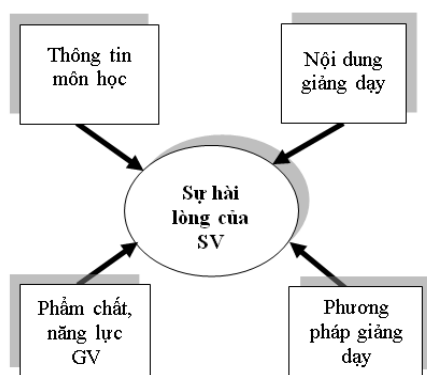 Thông tin
môn học
Nội dung
giảng dạy
Sự hài
lòng của
SV
Phẩm chất,
năng lực
GV
Phương
pháp giảng
dạy